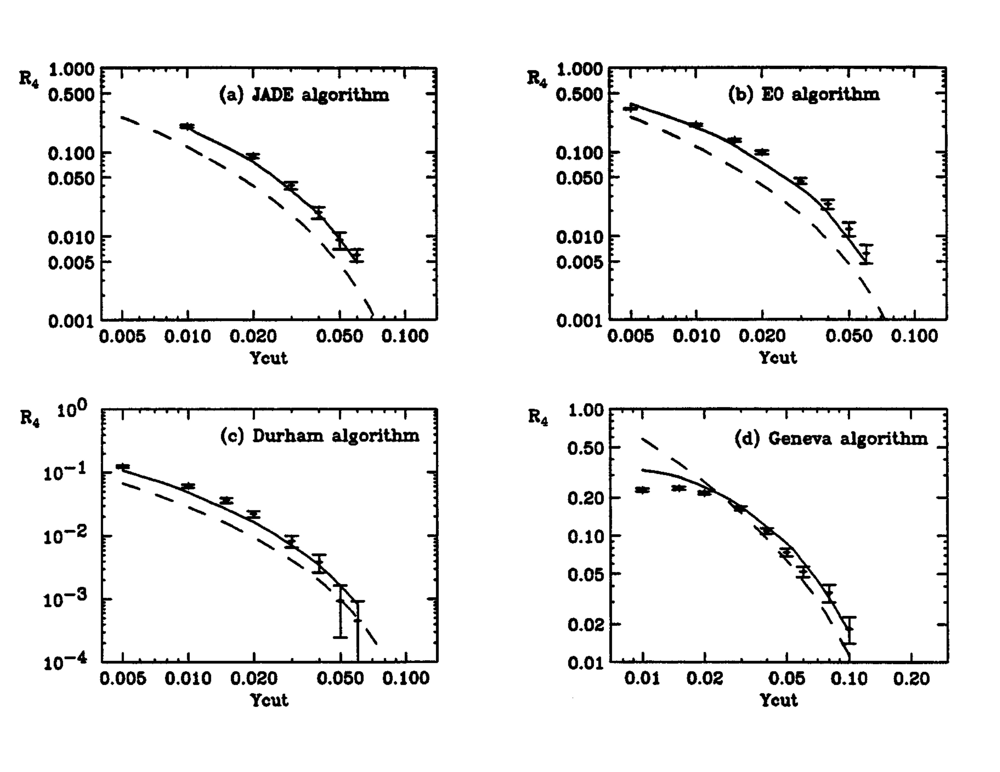 R4
1.000
0.500
0.100
0.050
0.010
0.005
0.001
(a) JADE algorithm
0.005 0.010 0.020 0.050 0.100
Ycut
R4
1.000
0.500
0.100
0.050
0.010
0.005
0.001
(b) E0 algorithm
0.005 0.010 0.020 0.050 0.100
Ycut
R4
10^0
10^-1
10^-2
10^-3
10^-4
(c) Durham algorithm
0.005 0.010 0.020 0.050 0.100
Ycut
R4
1.00
0.50
0.20
0.10
0.05
0.02
0.01
(d) Geneva algorithm
0.01 0.02 0.05 0.10 0.20
Ycut